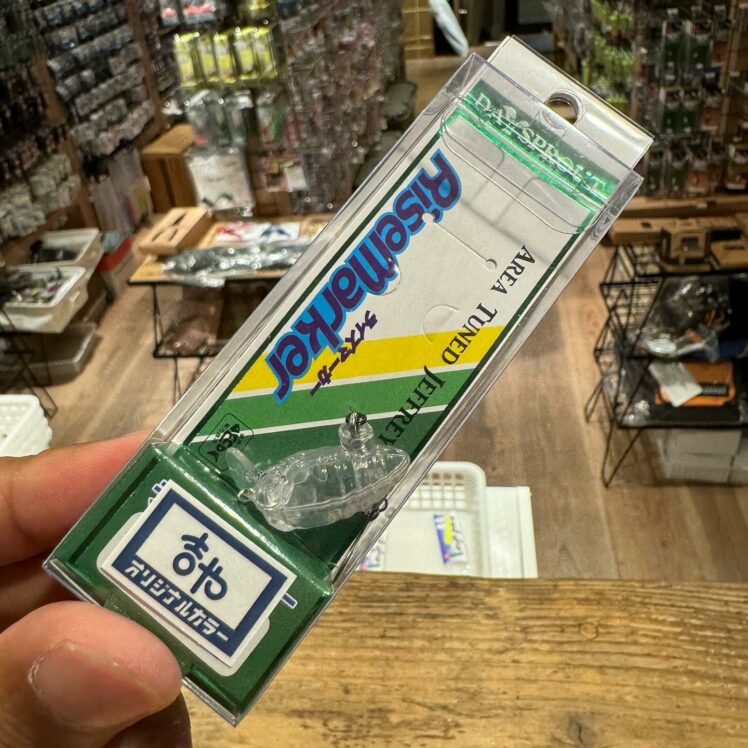 DAYSPROUT
RiseMarker
ライズマーカー
AREA TUNED JEFFREY
まや
オリジナルカラー